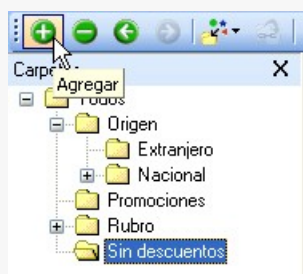 Agregar
Origen
Extranjero
Nacional
Promociones
Rubro
Sin descuentos